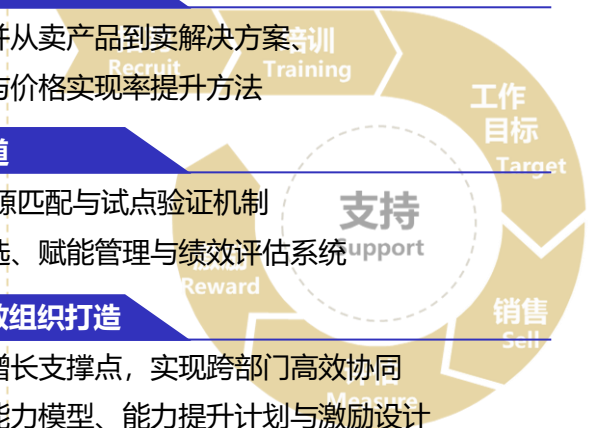 并从卖产品到卖解决方案、
与价格实现率提升方法
道
源匹配与试点验证机制
选、赋能管理与绩效评估系统
效组织打造
增长支撑点，实现跨部门高效协同
能力模型、能力提升计划与激励设计
Recruit
培训
Training
工作
目标
Target
支持
Support
销售
Sell
评估
Measure
Reward